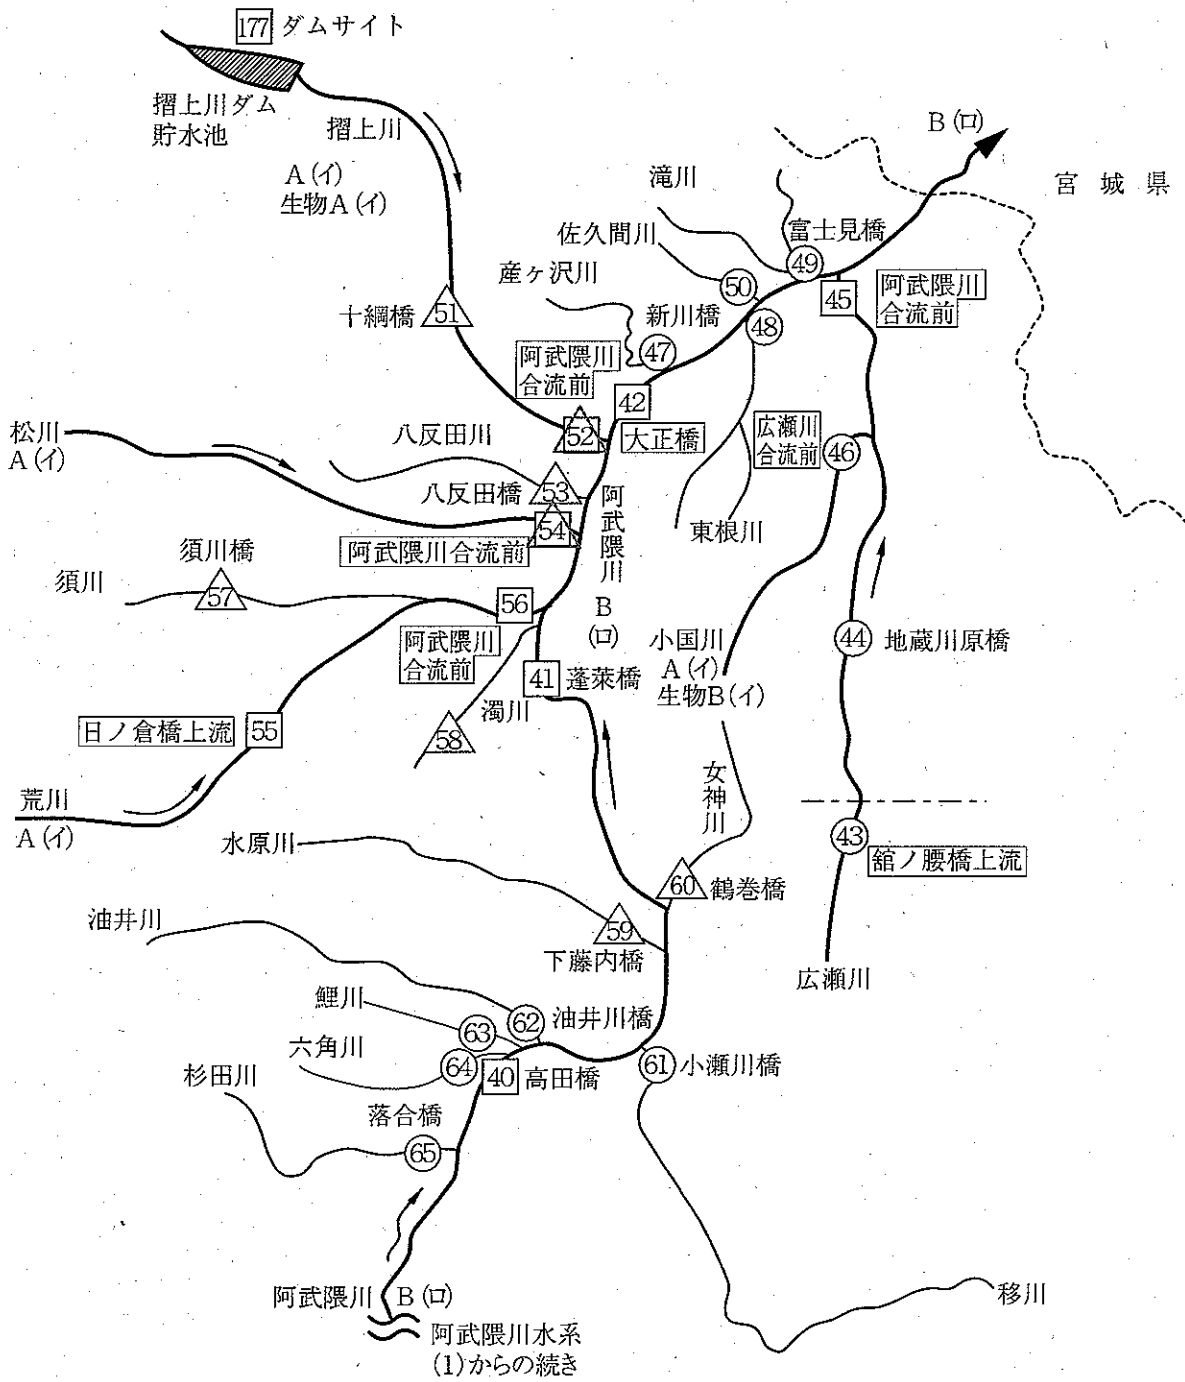 177 ダムサイト
摺上川ダム
貯水池
摺上川
A(イ)
生物A(イ)
B(ロ)
宮城県
滝川
佐久間川
産ヶ沢川
富士見橋
49
50
新川橋
48
45
阿武隈川
合流前
十綱橋
51
47
阿武隈川
合流前
42
52
大正橋
広瀬川
合流前
46
松川
A(イ)
八反田川
八反田橋
53
54
阿武隈川合流前
阿武隈川
B
(ロ)
東根川
須川橋
須川
57
56
阿武隈川
合流前
41
蓬莱橋
濁川
58
小国川
A(イ)
生物B(イ)
44
地蔵川原橋
日ノ倉橋上流
55
荒川
A(イ)
女神川
43
舘ノ腰橋上流
水原川
60
鶴巻橋
油井川
59
下藤内橋
広瀬川
鯉川
63
62
油井川橋
六角川
64
40
高田橋
61
小瀬川橋
杉田川
落合橋
65
阿武隈川
B(ロ)
移川
阿武隈川水系
(1)からの続き